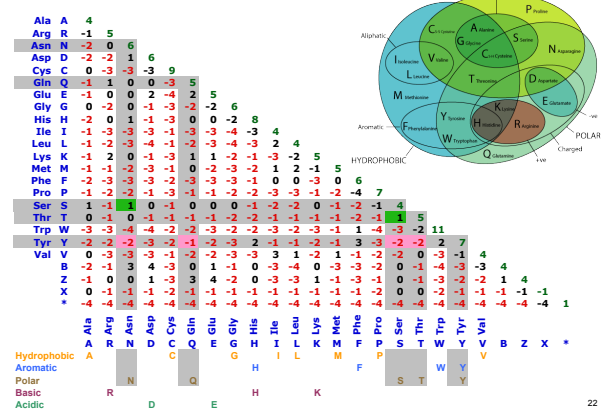 Ala A 4
Arg R -1 5
Asn N -2 0 6
Asp D -2 -2 1 6
Cys C 0 -3 -3 -3 9
Gln Q -1 1 0 0 -3 5
Glu E -1 0 0 2 -4 2 5
Gly G 0 -2 0 -1 -3 -2 -2 6
His H -2 0 1 -1 -3 0 0 -2 8
Ile I -1 -3 -3 -3 -1 -3 -3 -4 -3 4
Leu L -1 -2 -3 -4 -1 -2 -3 -4 -3 2 4
Lys K -1 2 0 -1 -3 1 1 -2 -1 -3 -2 5
Met M -1 -1 -2 -3 -1 0 -2 -3 -2 1 2 -1 5
Phe F -2 -3 -3 -3 -2 -3 -3 -3 -1 0 0 -3 0 6
Pro P -1 -2 -2 -1 -3 -1 -1 -2 -2 -3 -3 -1 -2 -4 7
Ser S 1 -1 1 0 -1 0 0 0 -1 -2 -2 0 -1 -2 -1 4
Thr T 0 -1 0 -1 -1 -1 -1 -2 -2 -1 -1 -1 -1 -2 -1 1 5
Trp W -3 -3 -4 -4 -2 -2 -3 -2 -2 -3 -2 -3 -1 1 -4 -3 -2 11
Tyr Y -2 -2 -2 -3 -2 -1 -2 -3 2 -1 -1 -2 -1 3 -3 -2 -2 2 7
Val V 0 -3 -3 -3 -1 -2 -2 -3 -3 3 1 -2 1 -1 -2 -2 0 -3 -1 4
B -2 -1 3 4 -3 0 1 -1 0 -3 -4 0 -3 -3 -2 0 -1 -4 -3 -3 4
Z -1 0 0 1 -3 3 4 -2 0 -3 -3 1 -1 -3 -1 0 -1 -3 -2 -2 1 4
X 0 -1 -1 -1 -2 -1 -1 -1 -1 -1 -1 -1 -1 -1 -2 0 0 -2 -1 -1 -1 -1 -1
* -4 -4 -4 -4 -4 -4 -4 -4 -4 -4 -4 -4 -4 -4 -4 -4 -4 -4 -4 -4 -4 -4 -4 1
Ala Arg Asn Asp Cys Gln Glu Gly His Ile Leu Lys Met Phe Pro Ser Thr Trp Tyr Val
A R N D C Q E G H I L K M F P S T W Y V B Z X *
Hydrophobic A C G I L M P V
Aromatic H F W Y
Polar N Q S T Y
Basic R H K
Acidic D E
P Proline
Aliphatic
A Alanine
S Serine
G Glycine
N Asparagine
V Valine
I Isoleucine
L Leucine
T Threonine
D Aspartate
M Methionine
K Lysine
E Glutamate
-ve
Y Tyrosine
H Histidine
R Arginine
POLAR
Aromatic
F Phenylalanine
W Tryptophan
Charged
HYDROPHOBIC
Q Glutamine
+ve
22